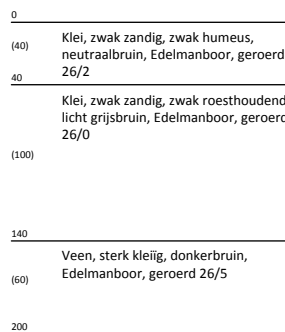 0
(40)
Klei, zwak zandig, zwak humeus,
neutraalbruin, Edelmanboor, geroerd
26/2
40
Klei, zwak zandig, zwak roesthoudend
licht grijsbruin, Edelmanboor, geroerd
26/0
(100)
140
Veen, sterk kleiïg, donkerbruin,
Edelmanboor, geroerd 26/5
(60)
200